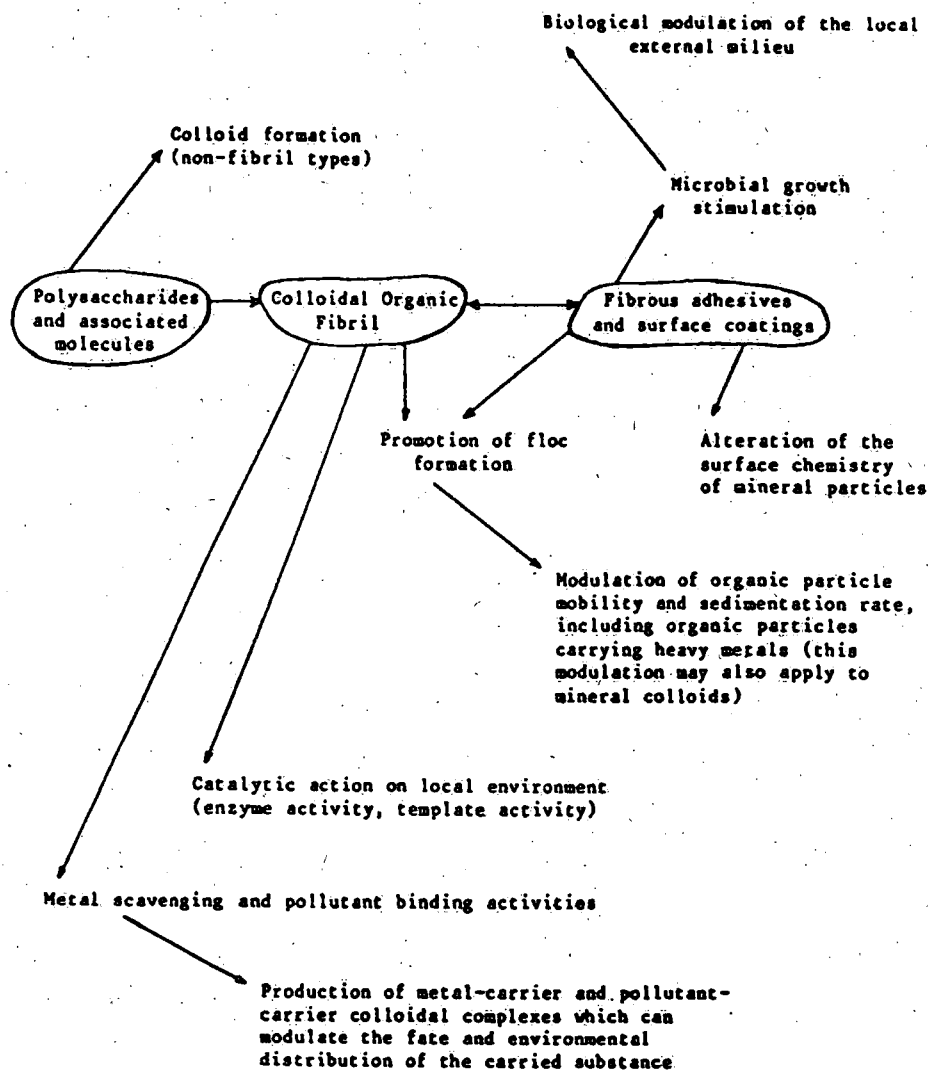 Biological modulation of the local
external milieu
Colloid formation
(non-fibril types)
Microbial growth
stimulation
Polysaccharides
and associated
molecules
Colloidal Organic
Fibril
Fibrous adhesives
and surface coatings
Promotion of floc
formation
Alteration of the
surface chemistry
of mineral particles
Modulation of organic particle
mobility and sedimentation rate,
including organic particles
carrying heavy metals (this
modulation may also apply to
mineral colloids)
Catalytic action on local environment
(enzyme activity, template activity)
Metal scavenging and pollutant binding activities
Production of metal-carrier and pollutant-
carrier colloidal complexes which can
modulate the fate and environmental
distribution of the carried substance